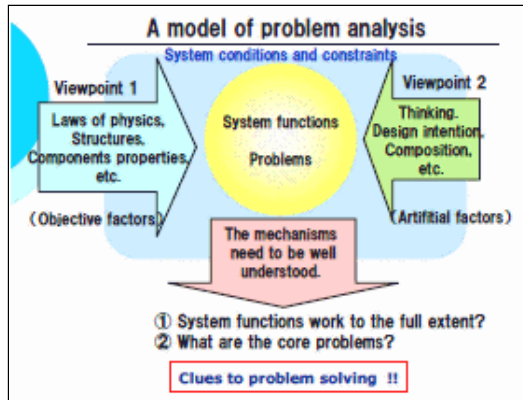 A model of problem analysis
System conditions and constraints
Viewpoint 1
Laws of physics,
Structures,
Components properties,
etc.
(Objective factors)
System functions
Problems
Viewpoint 2
Thinking.
Design intention,
Composition,
etc.
(Artifitial factors)
The mechanisms
need to be well
understood.
① System functions work to the full extent?
② What are the core problems?
Clues to problem solving !!